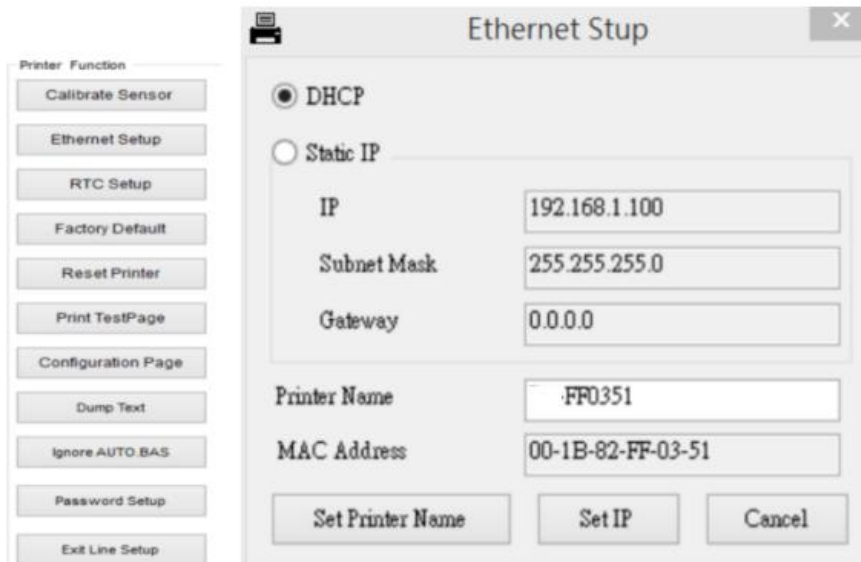 Printer Function
Calibrate Sensor
Ethernet Setup
RTC Setup
Factory Default
Reset Printer
Print TestPage
Configuration Page
Dump Text
Ignore AUTO.BAS
Password Setup
Exit Line Setup
Ethernet Stup
DHCP
Static IP
IP 192.168.1.100
Subnet Mask 255.255.255.0
Gateway 0.0.0.0
Printer Name -FF0351
MAC Address 00-1B-82-FF-03-51
Set Printer Name Set IP Cancel